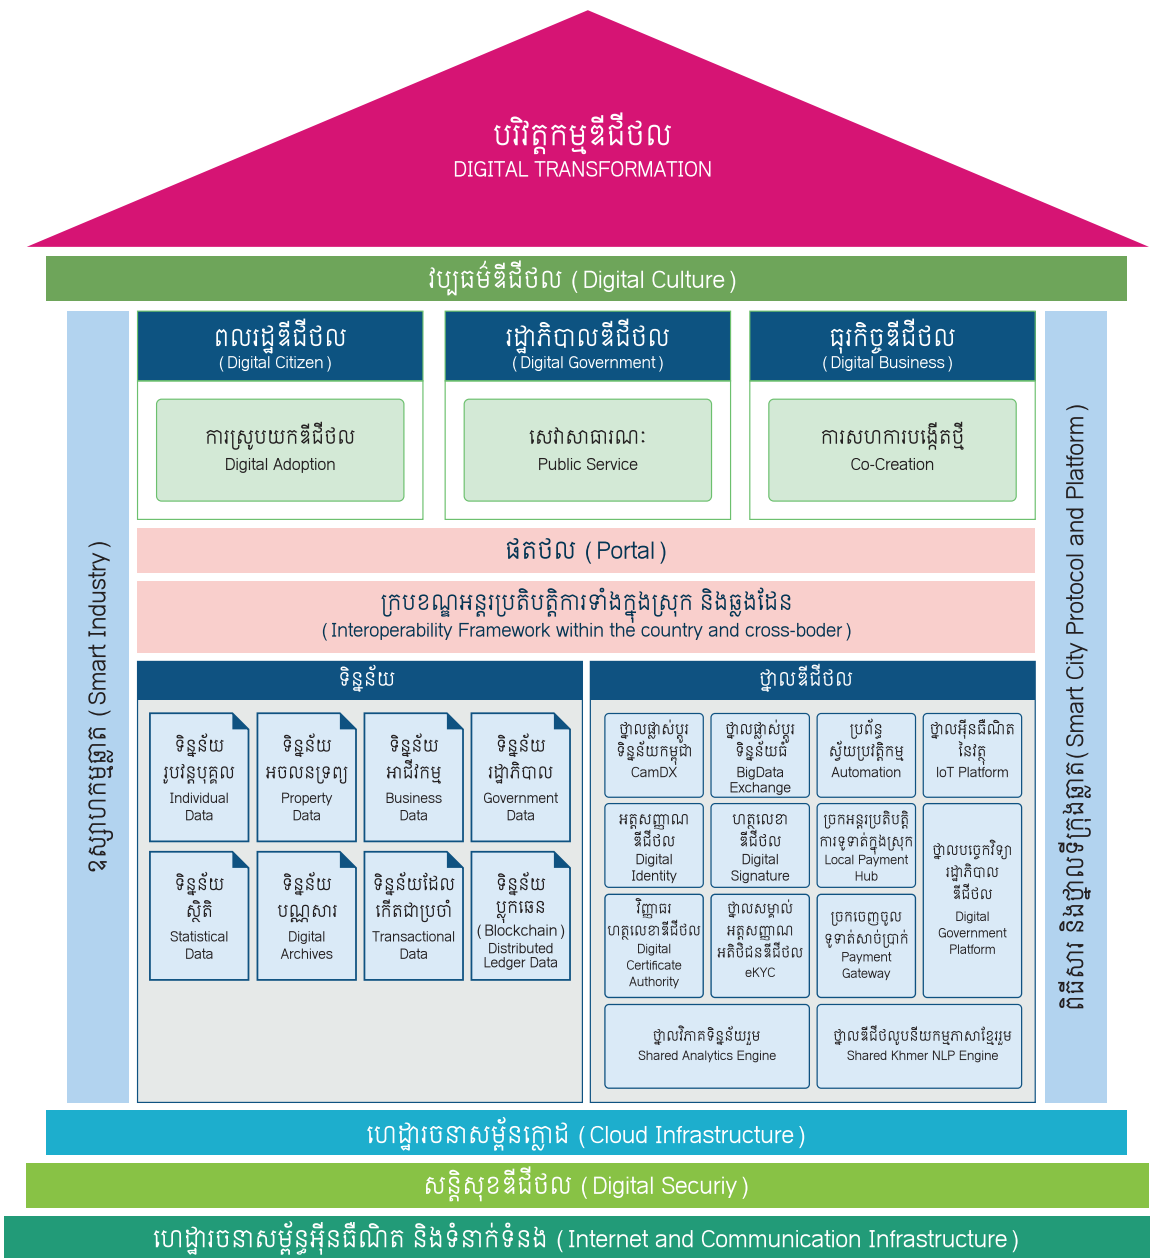 បរិវត្តកម្មឌីជីថល
DIGITAL TRANSFORMATION
វប្បធម៌ឌីជីថល (Digital Culture)
ឧស្សាហកម្មឆ្លាត (Smart Industry)
ពលរដ្ឋឌីជីថល
(Digital Citizen)
ការស្រូបយកឌីជីថល
Digital Adoption
រដ្ឋាភិបាលឌីជីថល
(Digital Government)
សេវាសាធារណៈ
Public Service
ធុរកិច្ចឌីជីថល
(Digital Business)
ការសហការបង្កើតថ្មី
Co-Creation
ពិធីសារ និងថ្នាលទីក្រុងឆ្លាត(Smart City Protocol and Platform)
ផតថល (Portal)
ក្របខណ្ឌអន្តរប្រតិបត្តិការទាំងក្នុងស្រុក និងឆ្លងដែន
(Interoperability Framework within the country and cross-boder)
ទិន្នន័យ
ទិន្នន័យ
រូបវន្តបុគ្គល
Individual
Data
ទិន្នន័យ
អចលនទ្រព្យ
Property
Data
ទិន្នន័យ
អាជីវកម្ម
Business
Data
ទិន្នន័យ
រដ្ឋាភិបាល
Government
Data
ទិន្នន័យ
ស្ថិតិ
Statistical
Data
ទិន្នន័យ
បណ្ណសារ
Digital
Archives
ទិន្នន័យដែល
កើតជាប្រចាំ
Transactional
Data
ទិន្នន័យ
ប្លុកឆេន
(Blockchain)
Distributed
Ledger Data
ថ្នាលឌីជីថល
ថ្នាលផ្លាស់ប្តូរ
ទិន្នន័យកម្ពុជា
CamDX
ថ្នាលផ្លាស់ប្តូរ
ទិន្នន័យធំ
BigData
Exchange
ប្រព័ន្ធ
ស្វ័យប្រវត្តិកម្ម
Automation
ថ្នាលអ៊ីនធឺណិត
នៃវត្ថុ
IoT Platform
អត្តសញ្ញាណ
ឌីជីថល
Digital
Identity
ហត្ថលេខា
ឌីជីថល
Digital
Signature
ច្រកអន្តរប្រតិបត្តិ
ការទូទាត់ក្នុងស្រុក
Local Payment
Hub
ថ្នាលបច្ចេកវិទ្យា
រដ្ឋាភិបាល
ឌីជីថល
Digital
Government
Platform
វិញ្ញាធរ
ហត្ថលេខាឌីជីថល
Digital
Certificate
Authority
ថ្នាលសម្គាល់
អត្តសញ្ញាណ
អតិថិជនឌីជីថល
eKYC
ច្រកចេញចូល
ទូទាត់សាច់ប្រាក់
Payment
Gateway
ថ្នាលវិភាគទិន្នន័យរួម
Shared Analytics Engine
ថ្នាលឌីជីថលូបនីយកម្មភាសាខ្មែររួម
Shared Khmer NLP Engine
ហេដ្ឋារចនាសម្ព័នក្លោដ (Cloud Infrastructure)
សន្តិសុខឌីជីថល (Digital Securiy)
ហេដ្ឋារចនាសម្ព័ន្ធអ៊ីនធឺណិត និងទំនាក់ទំនង (Internet and Communication Infrastructure)